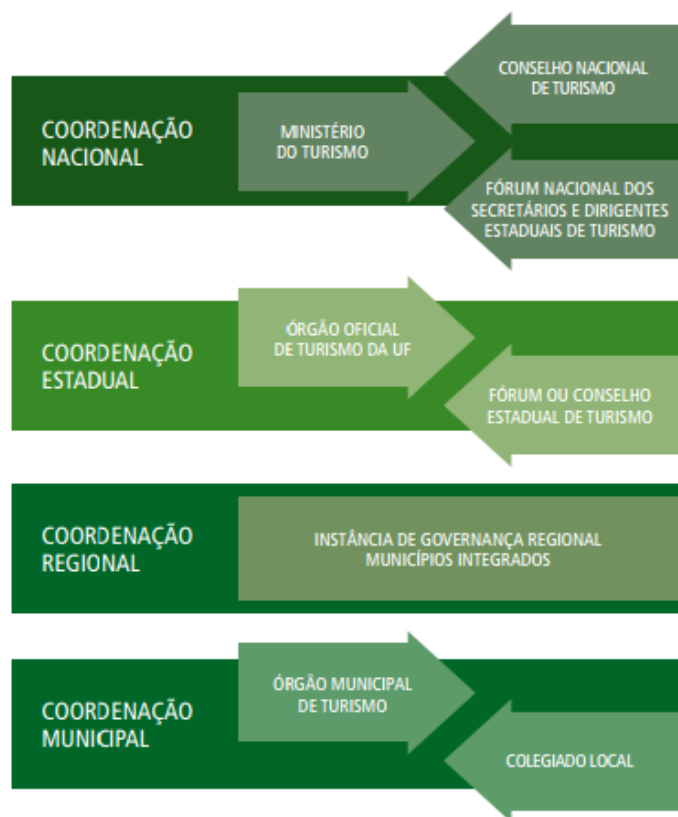 COORDENAÇÃO
NACIONAL
MINISTÉRIO
DO TURISMO
CONSELHO NACIONAL
DE TURISMO
FÓRUM NACIONAL DOS
SECRETÁRIOS E DIRIGENTES
ESTADUAIS DE TURISMO
COORDENAÇÃO
ESTADUAL
ÓRGÃO OFICIAL
DE TURISMO DA UF
FÓRUM OU CONSELHO
ESTADUAL DE TURISMO
COORDENAÇÃO
REGIONAL
INSTÂNCIA DE GOVERNANÇA REGIONAL
MUNICÍPIOS INTEGRADOS
COORDENAÇÃO
MUNICIPAL
ÓRGÃO MUNICIPAL
DE TURISMO
COLEGIADO LOCAL